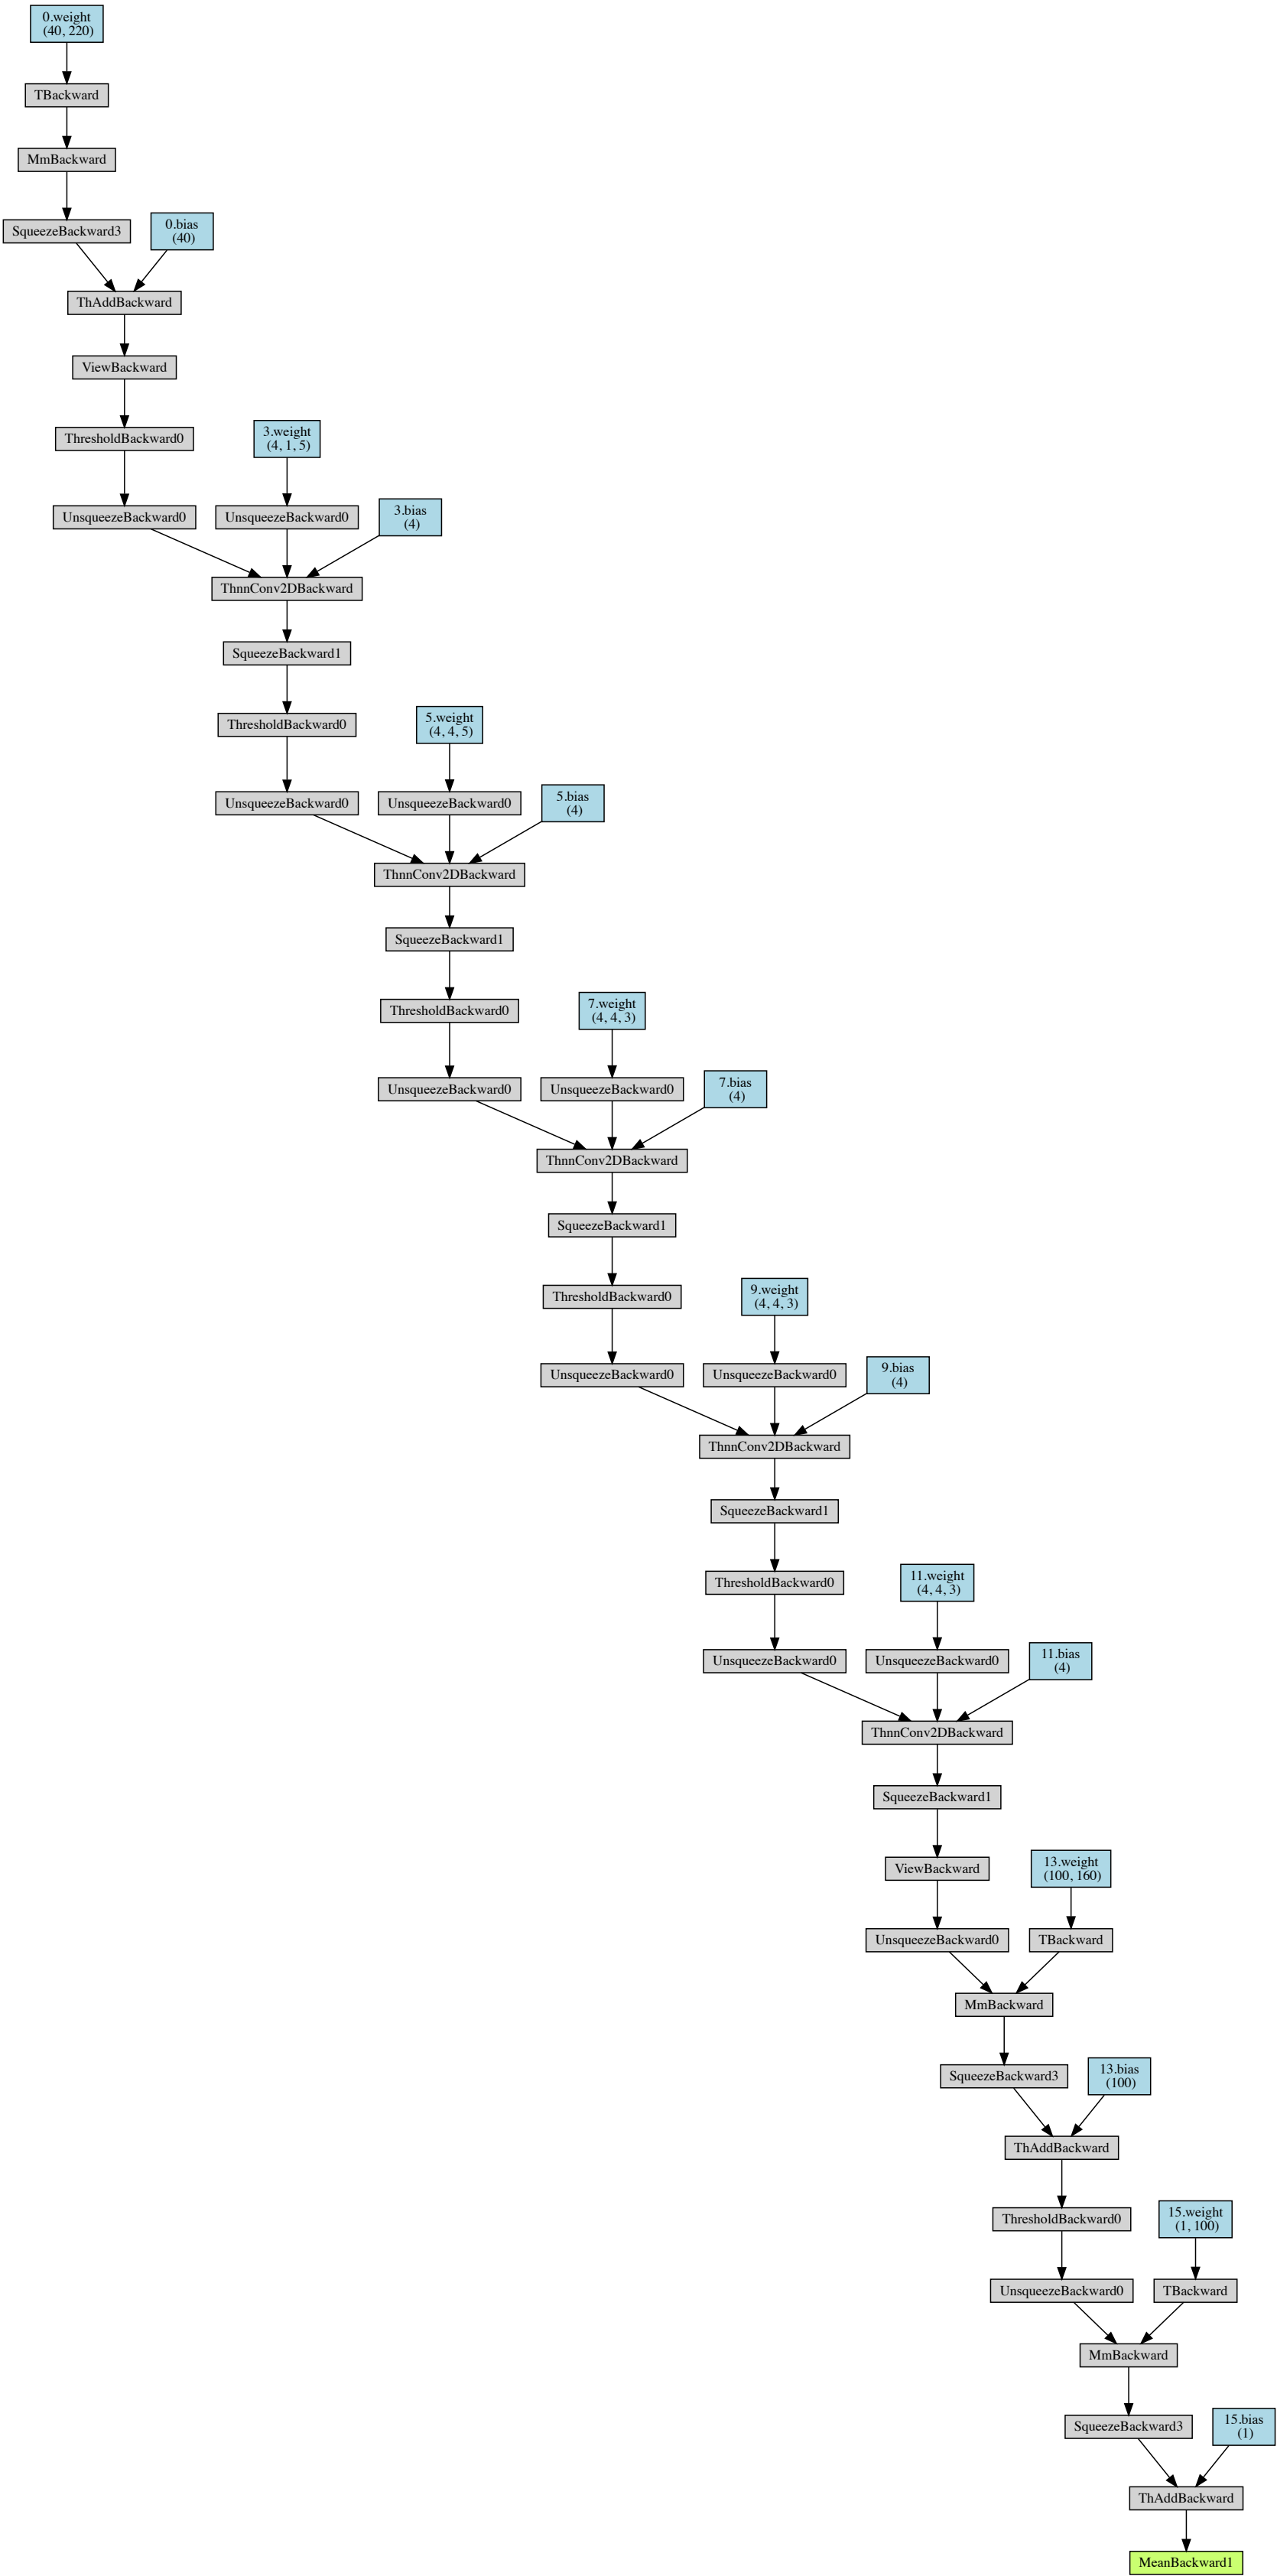 0.weight
(40, 220)
TBackward
MmBackward
SqueezeBackward3
0.bias
(40)
ThAddBackward
ViewBackward
ThresholdBackward0
3.weight
(4, 1, 5)
UnsqueezeBackward0
UnsqueezeBackward0
3.bias
(4)
ThnnConv2DBackward
SqueezeBackward1
ThresholdBackward0
5.weight
(4, 4, 5)
UnsqueezeBackward0
UnsqueezeBackward0
5.bias
(4)
ThnnConv2DBackward
SqueezeBackward1
ThresholdBackward0
7.weight
(4, 4, 3)
UnsqueezeBackward0
UnsqueezeBackward0
7.bias
(4)
ThnnConv2DBackward
SqueezeBackward1
ThresholdBackward0
9.weight
(4, 4, 3)
UnsqueezeBackward0
UnsqueezeBackward0
9.bias
(4)
ThnnConv2DBackward
SqueezeBackward1
ThresholdBackward0
11.weight
(4, 4, 3)
UnsqueezeBackward0
UnsqueezeBackward0
11.bias
(4)
ThnnConv2DBackward
SqueezeBackward1
ViewBackward
13.weight
(100, 160)
UnsqueezeBackward0
TBackward
MmBackward
SqueezeBackward3
13.bias
(100)
ThAddBackward
ThresholdBackward0
15.weight
(1, 100)
UnsqueezeBackward0
TBackward
MmBackward
SqueezeBackward3
15.bias
(1)
ThAddBackward
MeanBackward1